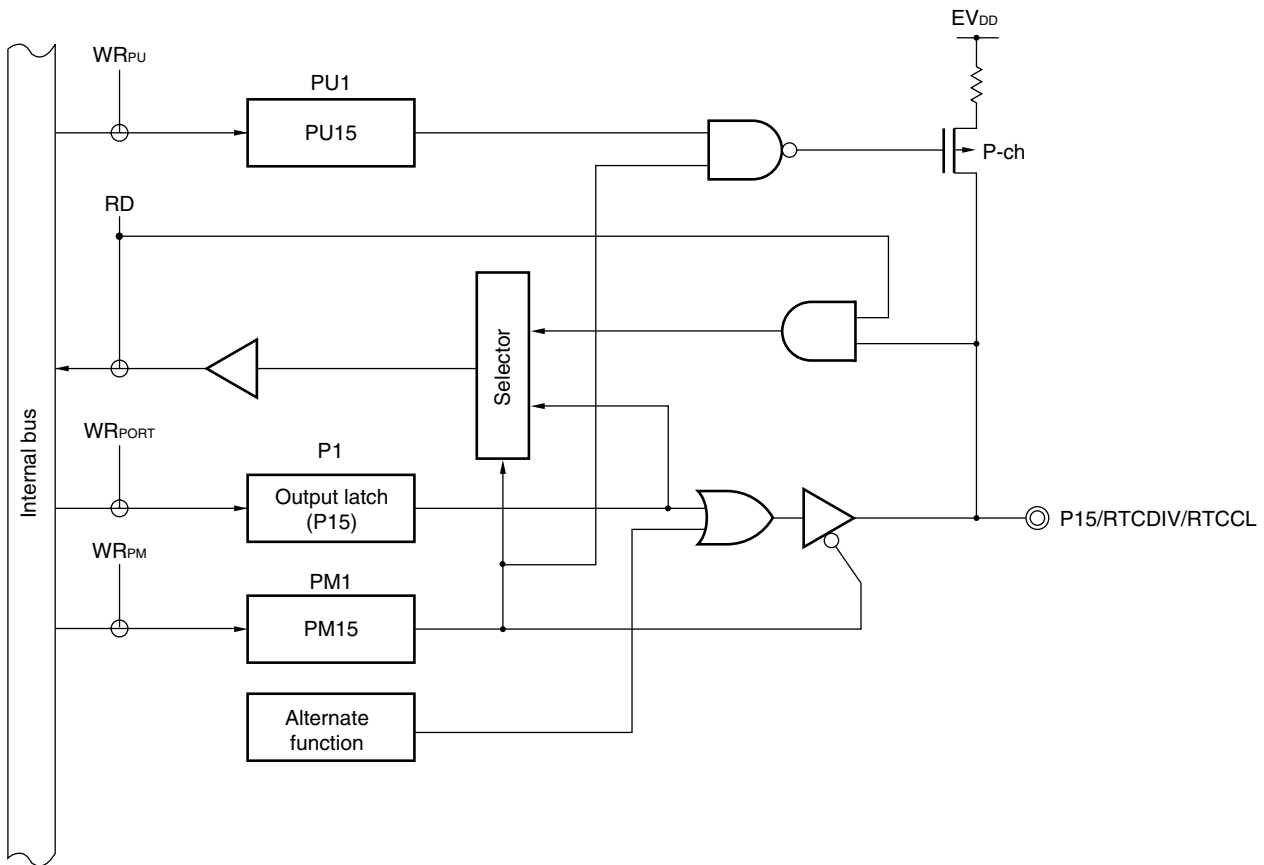 EVDD
WRPU
PU1
PU15
P-ch
RD
Selector
Internal bus
WRPORT
P1
Output latch
(P15)
P15/RTCDIV/RTCCL
WRPM
PM1
PM15
Alternate
function